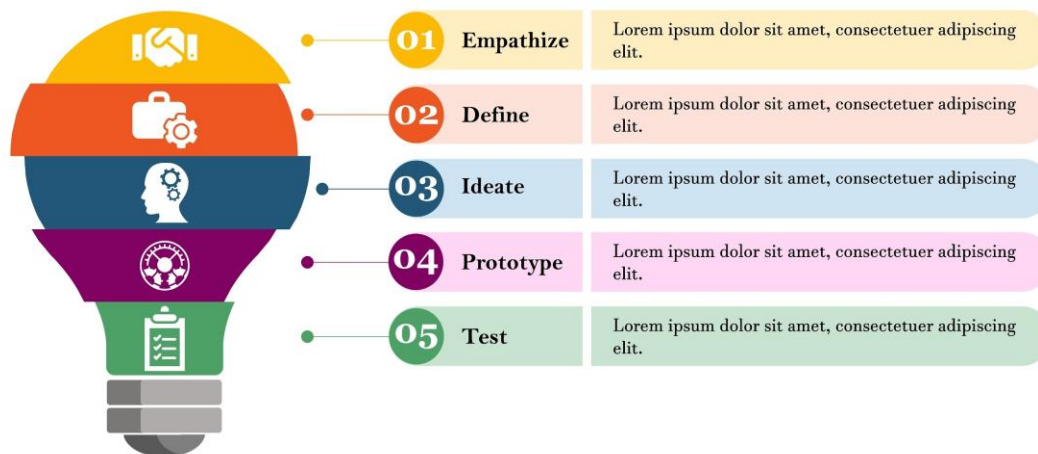 01 Empathize
Lorem ipsum dolor sit amet, consectetuer adipiscing
elit.
02 Define
Lorem ipsum dolor sit amet, consectetuer adipiscing
elit.
03 Ideate
Lorem ipsum dolor sit amet, consectetuer adipiscing
elit.
04 Prototype
Lorem ipsum dolor sit amet, consectetuer adipiscing
elit.
05 Test
Lorem ipsum dolor sit amet, consectetuer adipiscing
elit.